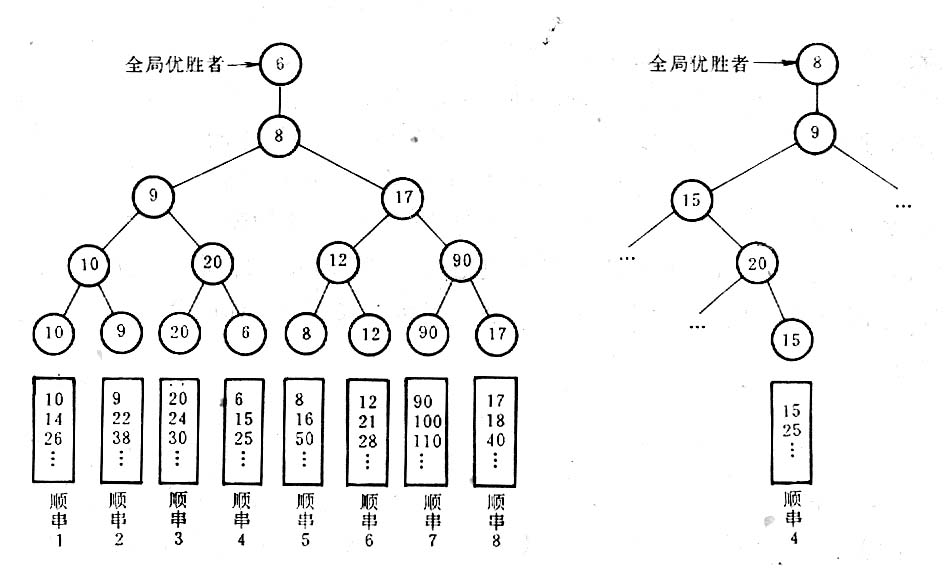 全局优胜者 6
全局优胜者 8
8
9
9 17
15
...
10 20 12 90
...
20
10 9 20 6 8 12 90 17
...
15
10 9 20 6 8 12 90 17
14 22 24 15 16 21 100 18
26 38 30 25 50 28 110 40
⋮ ⋮ ⋮ ⋮ ⋮ ⋮ ⋮ ⋮
15
25
⋮
顺串1
顺串2
顺串3
顺串4
顺串5
顺串6
顺串7
顺串8
顺串4